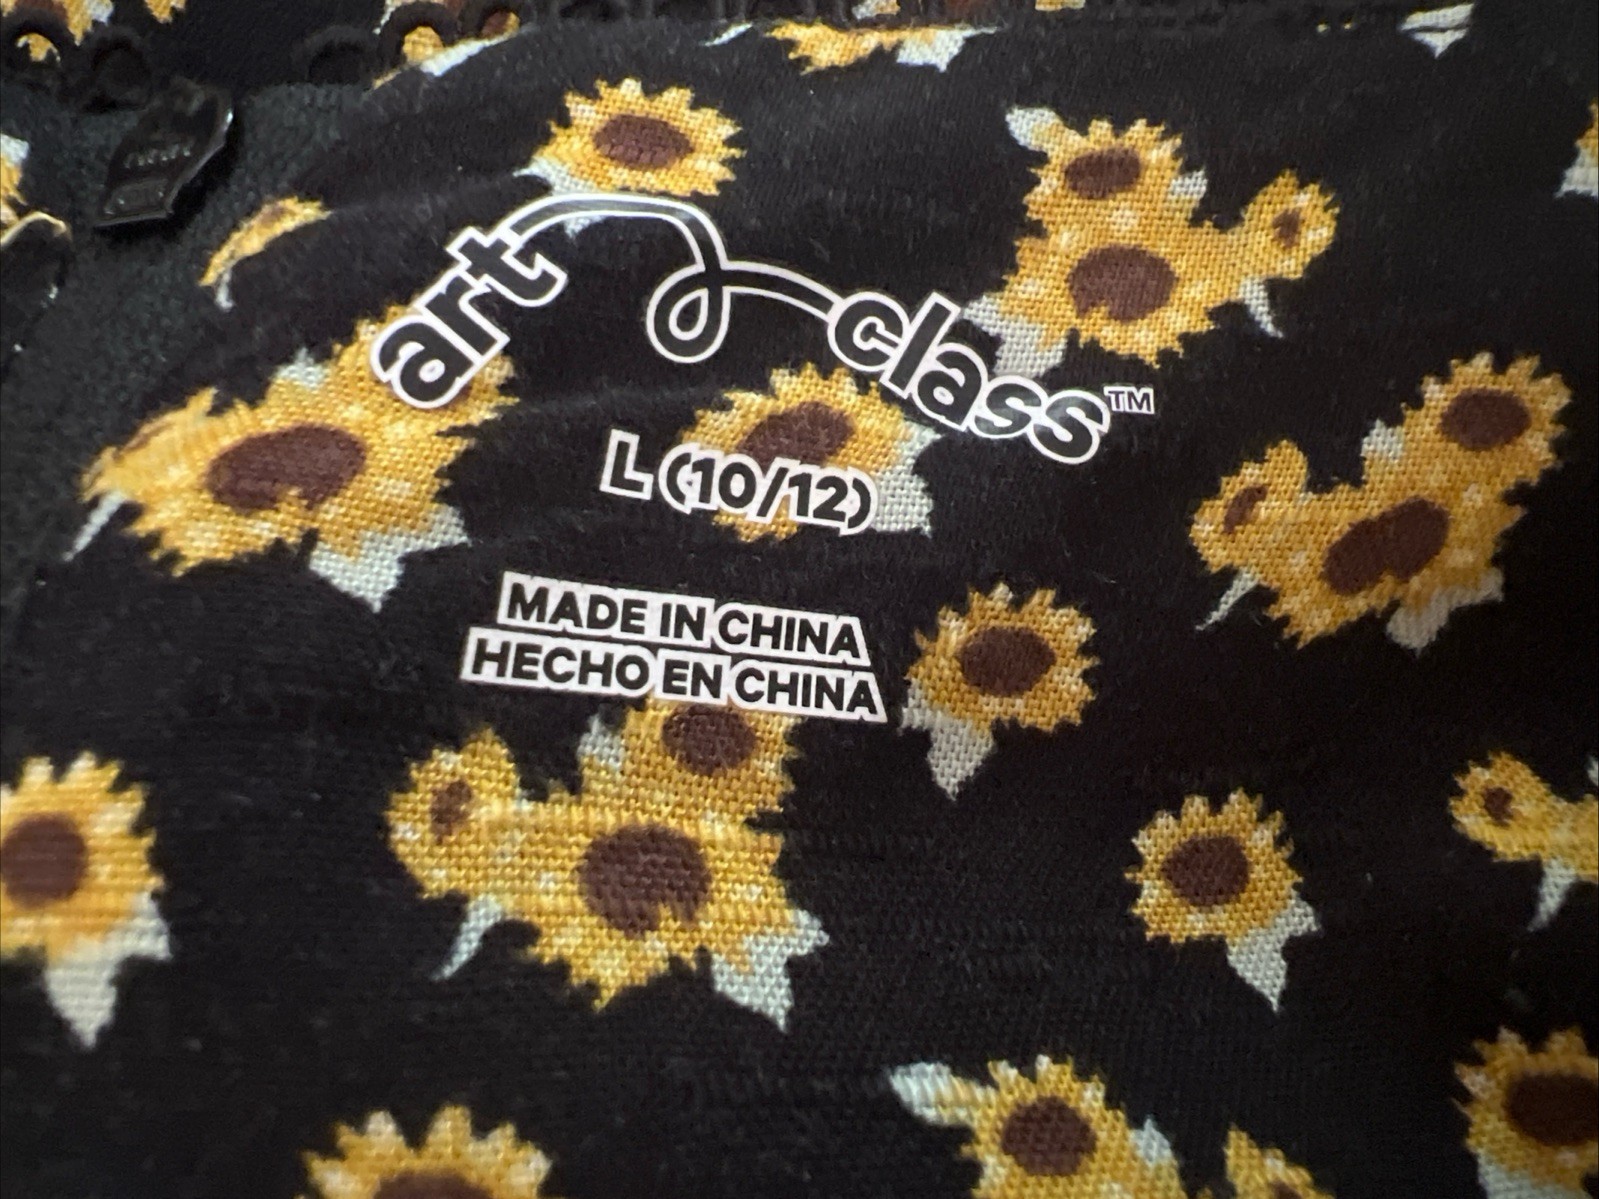 art class™
L (10/12)
MADE IN CHINA
HECHO EN CHINA